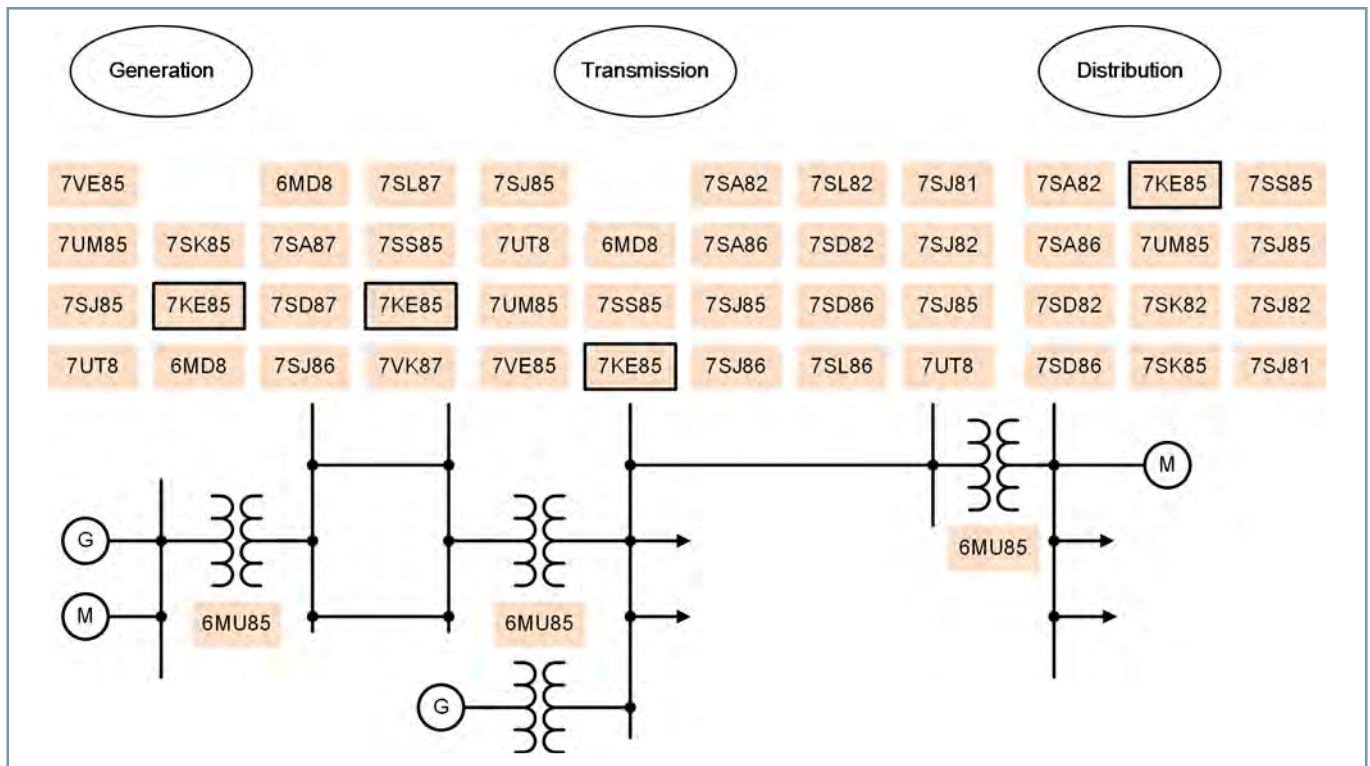 Generation Transmission Distribution
7VE85 6MD8 7SL87 7SJ85 7SA82 7SL82 7SJ81 7SA82 7KE85 7SS85
7UM85 7SK85 7SA87 7SS85 7UT8 6MD8 7SA86 7SD82 7SJ82 7SA86 7UM85 7SJ85
7SJ85 7KE85 7SD87 7KE85 7UM85 7SS85 7SJ85 7SD86 7SJ85 7SD82 7SK82 7SJ82
7UT8 6MD8 7SJ86 7VK87 7VE85 7KE85 7SJ86 7SL86 7UT8 7SD86 7SK85 7SJ81
M
G
6MU85
M
6MU85 6MU85
G